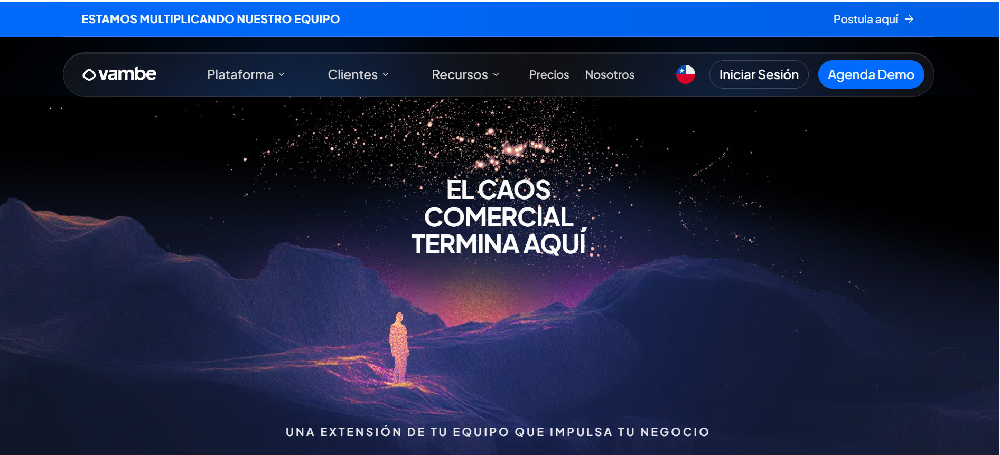 ESTAMOS MULTIPLICANDO NUESTRO EQUIPO
Postula aquí
vambe
Plataforma
Clientes
Recursos
Precios
Nosotros
Iniciar Sesión
Agenda Demo
EL CAOS
COMERCIAL
TERMINA AQUÍ
UNA EXTENSIÓN DE TU EQUIPO QUE IMPULSA TU NEGOCIO